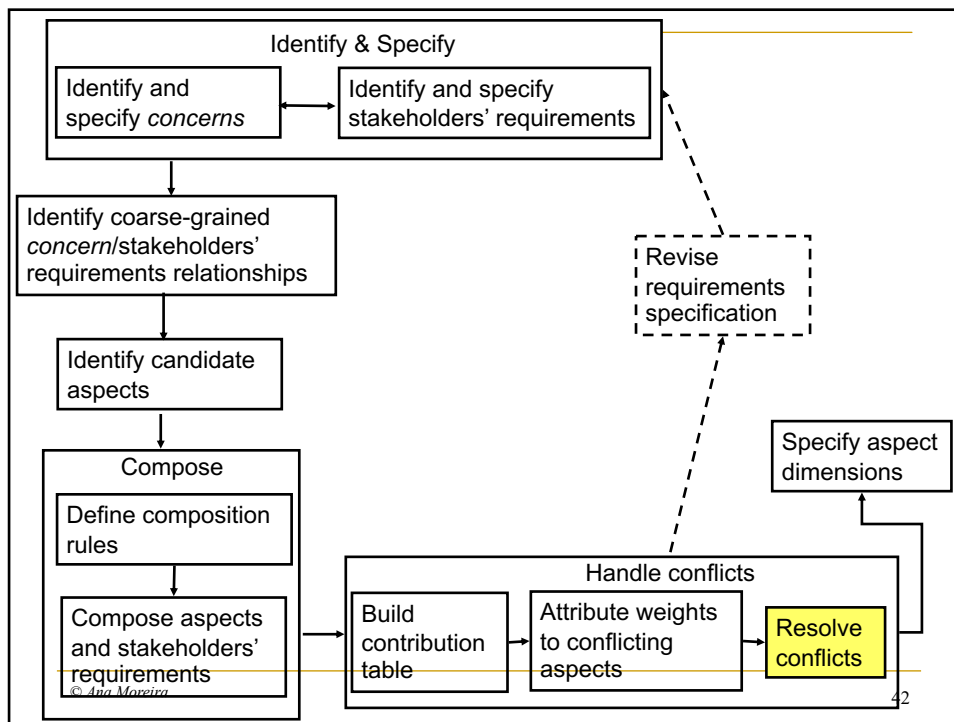 Identify & Specify
Identify and
specify concerns
Identify and specify
stakeholders' requirements
Identify coarse-grained
concern/stakeholders'
requirements relationships
Revise
requirements
specification
Identify candidate
aspects
Specify aspect
dimensions
Compose
Define composition
rules
Compose aspects
and stakeholders'
requirements
Handle conflicts
Build
contribution
table
Attribute weights
to conflicting
aspects
Resolve
conflicts
© Ana Moreira
42